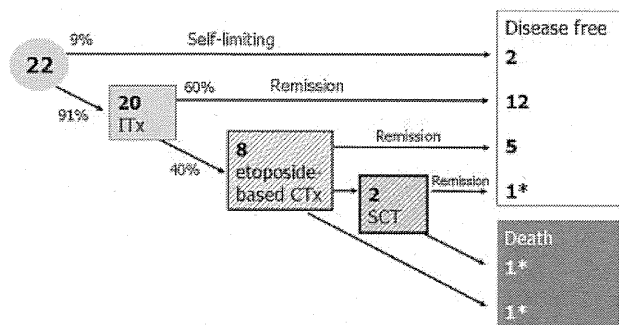 Disease free
9%
Self-limiting
2
22
60%
Remission
12
91%
20
ITx
Remission
5
40%
8
etoposide-
based CTx
2
SCT
Remission
1*
Death
1*
1*